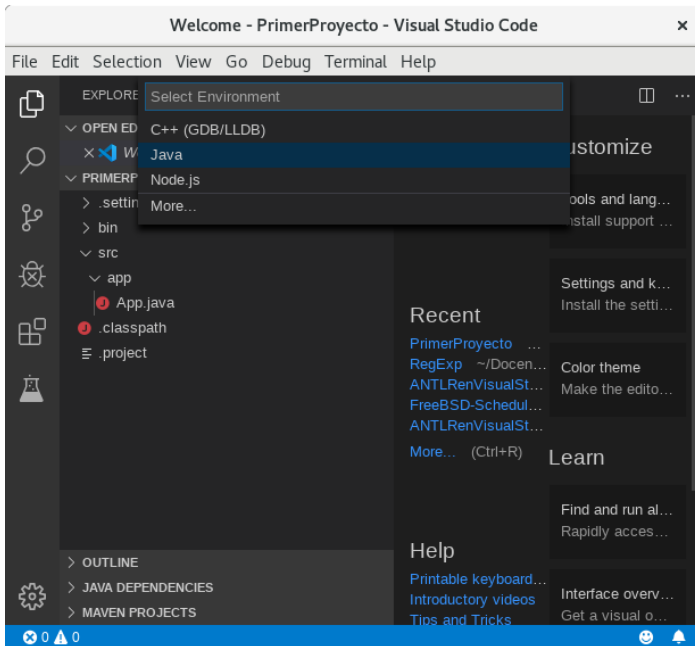 Welcome - PrimerProyecto - Visual Studio Code
File Edit Selection View Go Debug Terminal Help
EXPLORE
Select Environment
C++ (GDB/LLDB)
Java
Node.js
More...
OPEN ED
W
PRIMERP
.settin
bin
src
app
App.java
.classpath
.project
OUTLINE
JAVA DEPENDENCIES
MAVEN PROJECTS
Recent
PrimerProyecto ...
RegExp ~/Docen...
ANTLRenVisualSt...
FreeBSD-Schedul...
ANTLRenVisualSt...
More... (Ctrl+R)
Help
Printable keyboard...
Introductory videos
Tips and Tricks
ustomize
ools and lang...
nstall support ...
Settings and k...
Install the setti...
Color theme
Make the edito...
Learn
Find and run al...
Rapidly acces...
Interface overv...
Get a visual o...
0 0